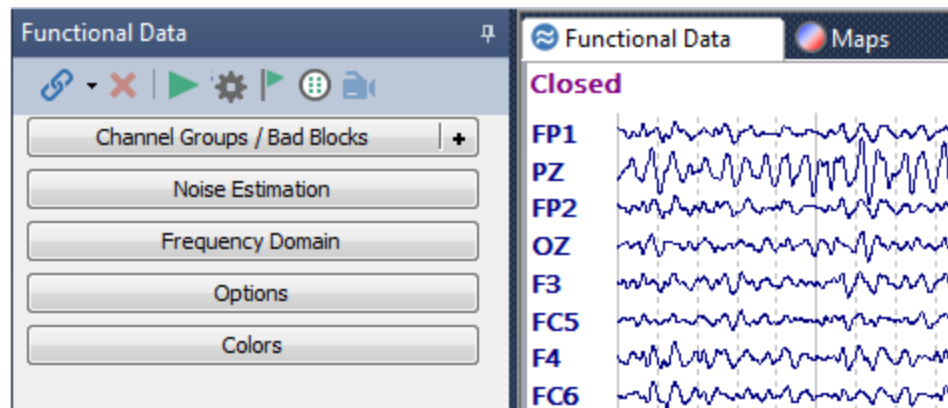 Functional Data
Channel Groups / Bad Blocks +
Noise Estimation
Frequency Domain
Options
Colors
Functional Data
Maps
Closed
FP1
PZ
FP2
OZ
F3
FC5
F4
FC6